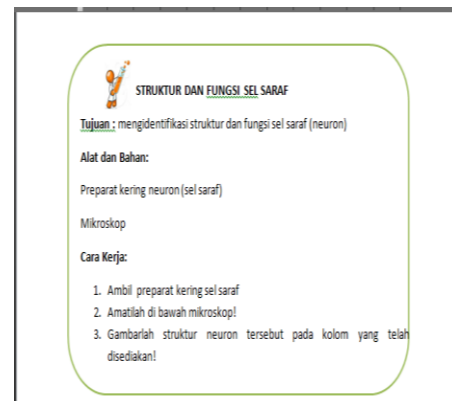 STRUKTUR DAN FUNGSI SEL SARAF
Tujuan : mengidentifikasi struktur dan fungsi sel saraf (neuron)
Alat dan Bahan:
Preparat kering neuron (sel saraf)
Mikroskop
Cara Kerja:
1. Ambil preparat kering sel saraf
2. Amatilah di bawah mikroskop!
3. Gambarlah struktur neuron tersebut pada kolom yang telah
disediakan!